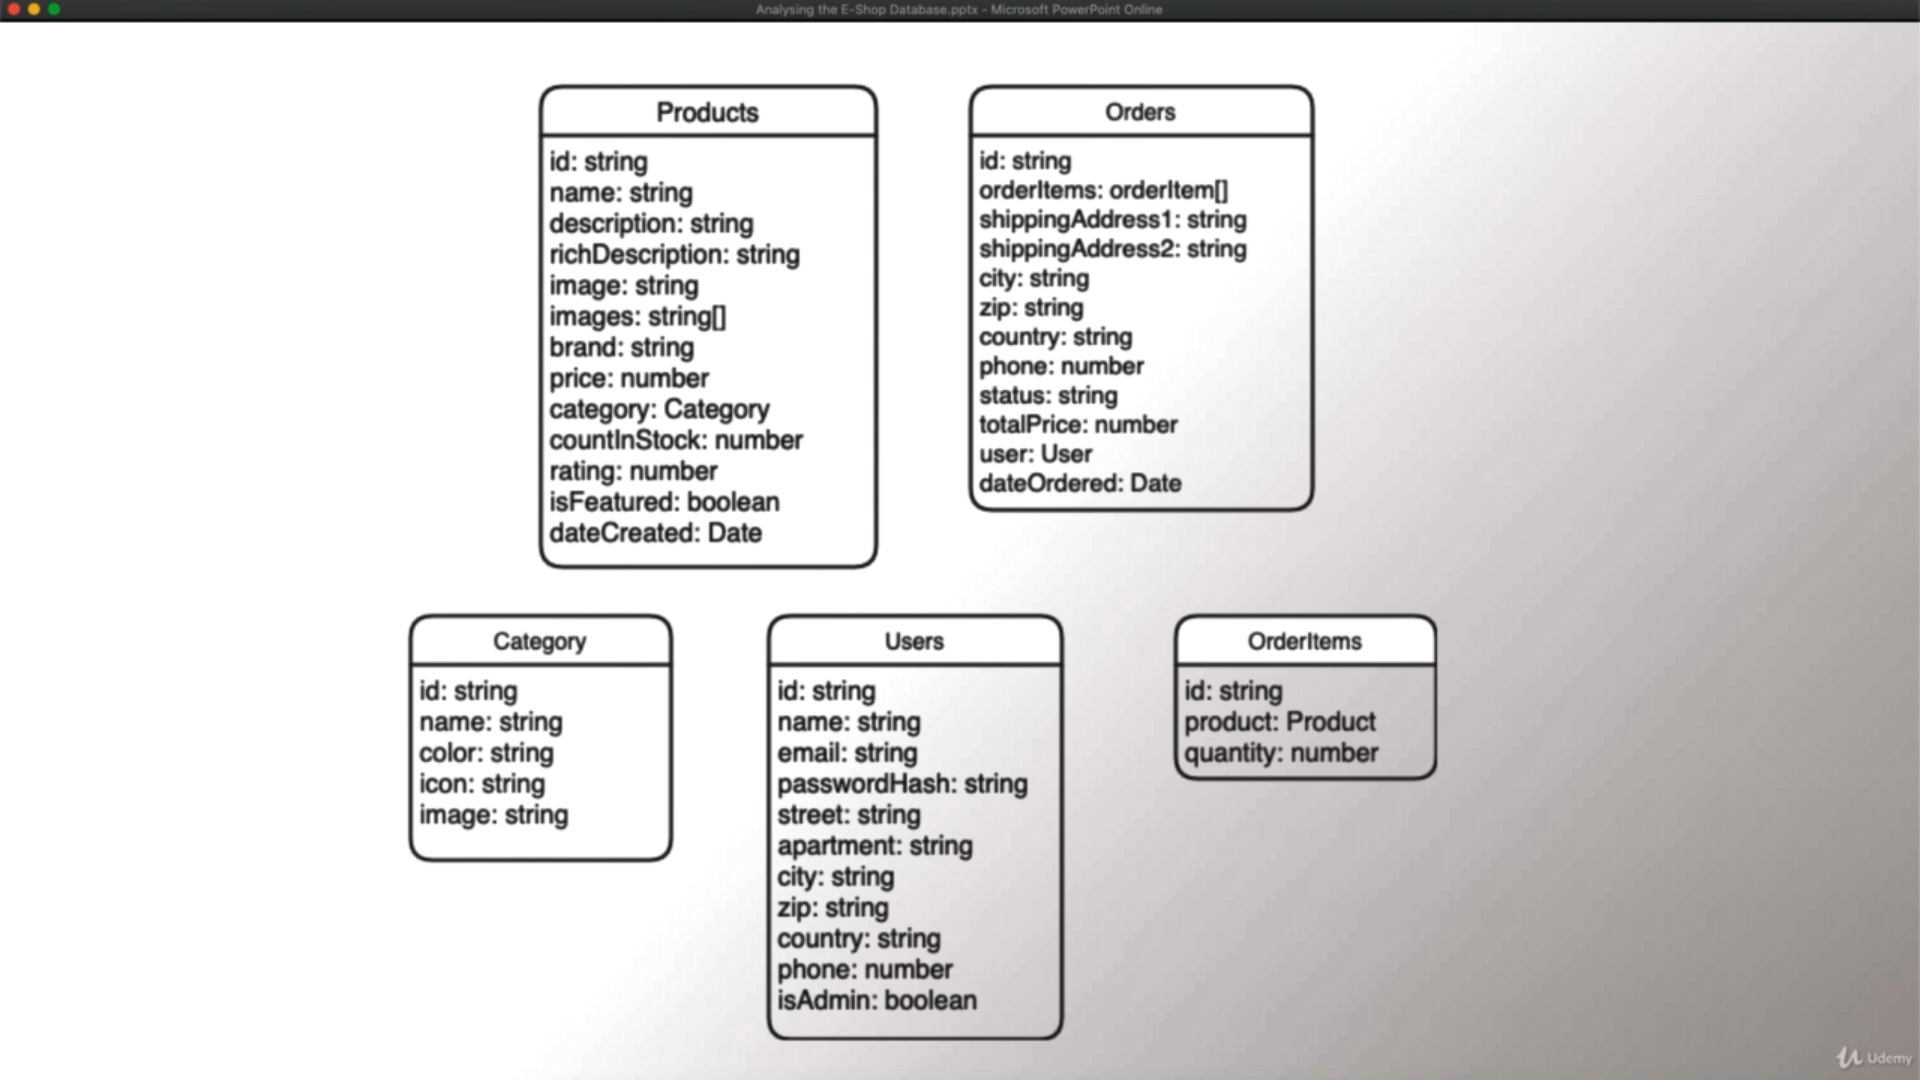 Analysing the E-Shop Database.pptx - Microsoft PowerPoint Online
Products
id: string
name: string
description: string
richDescription: string
image: string
images: string[]
brand: string
price: number
category: Category
countInStock: number
rating: number
isFeatured: boolean
dateCreated: Date
Orders
id: string
orderItems: orderItem[]
shippingAddress1: string
shippingAddress2: string
city: string
zip: string
country: string
phone: number
status: string
totalPrice: number
user: User
dateOrdered: Date
Category
id: string
name: string
color: string
icon: string
image: string
Users
id: string
name: string
email: string
passwordHash: string
street: string
apartment: string
city: string
zip: string
country: string
phone: number
isAdmin: boolean
OrderItems
id: string
product: Product
quantity: number
Udemy